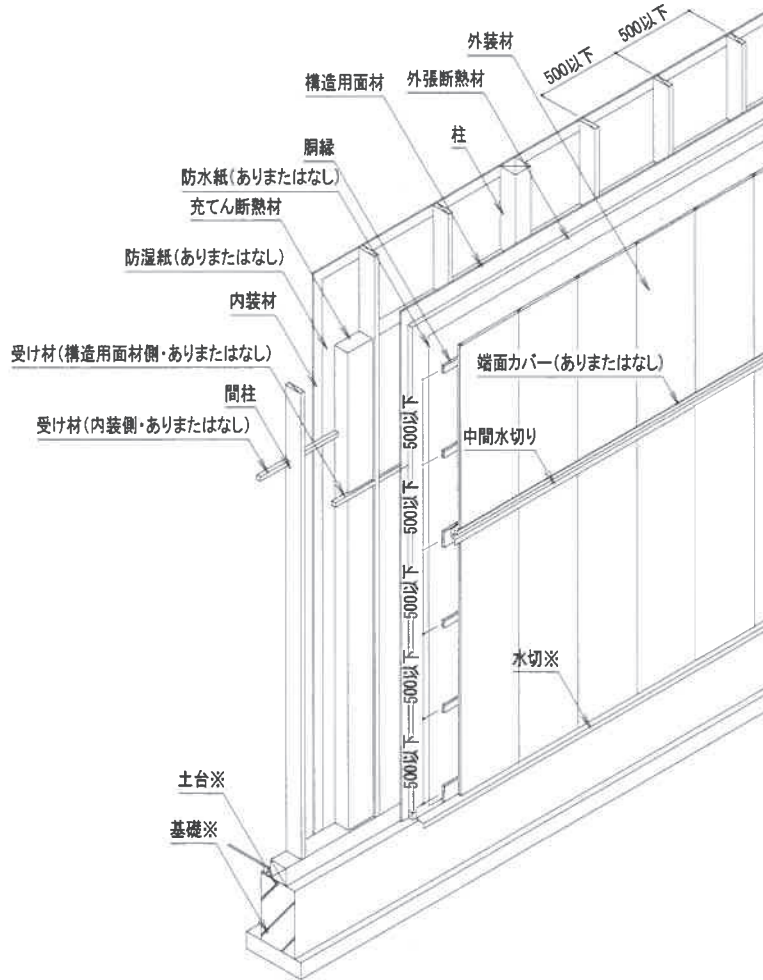 500以下
500以下
外装材
外張断熱材
構造用面材
柱
胴縁
防水紙(ありまたはなし)
充てん断熱材
防湿紙(ありまたはなし)
内装材
受け材(構造用面材側・ありまたはなし)
間柱
受け材(内装側・ありまたはなし)
端面カバー(ありまたはなし)
中間水切り
500以下
500以下
500以下
500以下
500以下
水切※
土台※
基礎※